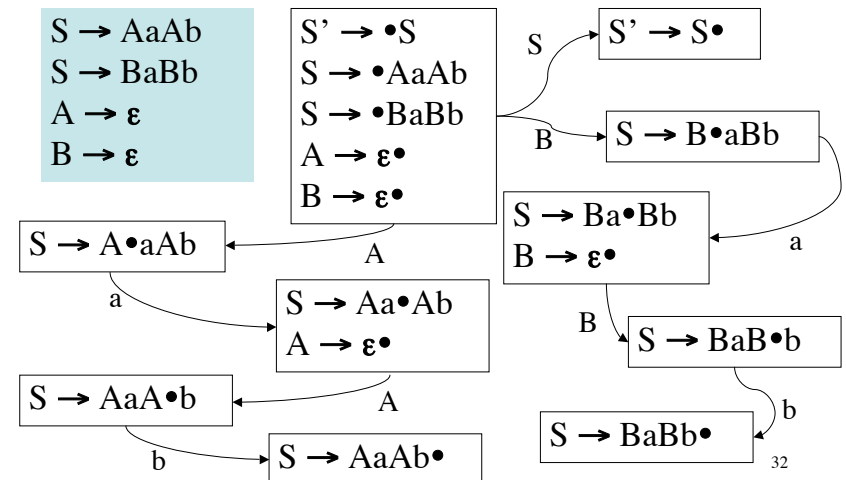 S → AaAb
S → BaBb
A → ε
B → ε
S’ → •S
S → •AaAb
S → •BaBb
A → ε•
B → ε•
S
S’ → S•
B
S → B•aBb
a
S → Ba•Bb
B → ε•
B
S → BaB•b
b
S → BaBb•
A
S → A•aAb
a
S → Aa•Ab
A → ε•
A
S → AaA•b
b
S → AaAb•
32